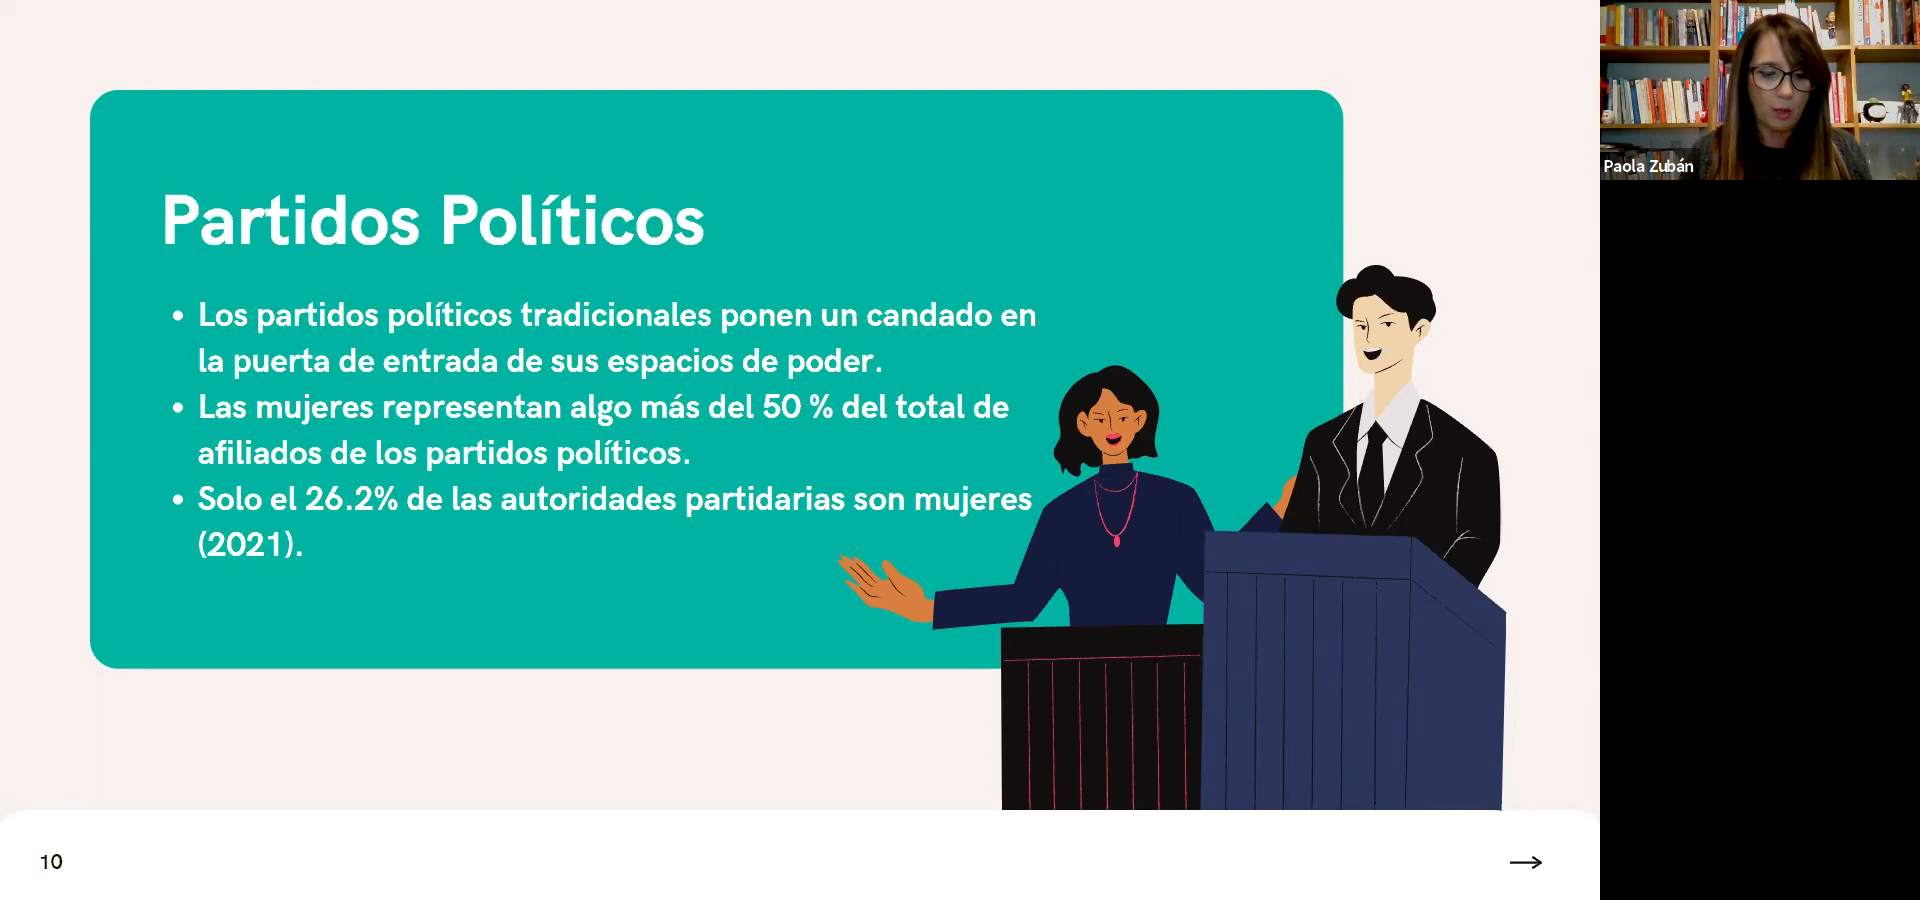 Partidos Políticos
• Los partidos políticos tradicionales ponen un candado en
la puerta de entrada de sus espacios de poder.
• Las mujeres representan algo más del 50 % del total de
afiliados de los partidos políticos.
• Solo el 26.2% de las autoridades partidarias son mujeres
(2021).
10
Paola Zubán